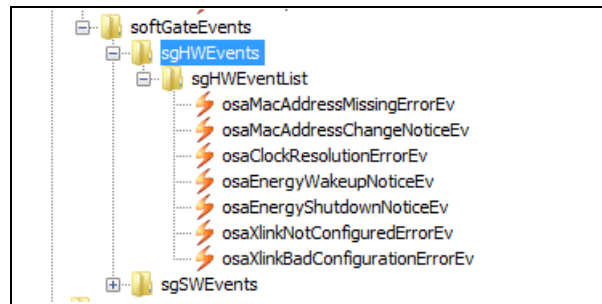 softGateEvents
sgHWEvents
sgHWEventList
osaMacAddressMissingErrorEv
osaMacAddressChangeNoticeEv
osaClockResolutionErrorEv
osaEnergyWakeupNoticeEv
osaEnergyShutdownNoticeEv
osaXlinkNotConfiguredErrorEv
osaXlinkBadConfigurationErrorEv
sgSWEvents